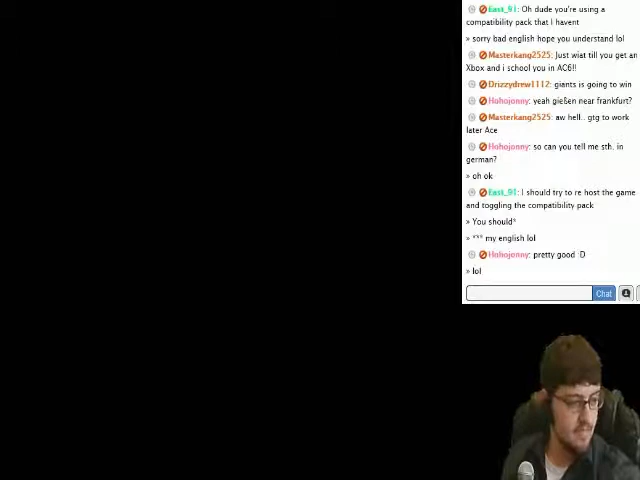 East_91: Oh dude you're using a
compatibility pack that I havent
» sorry bad english hope you understand lol
Masterkang2525: Just wiat till you get an
Xbox and i school you in AC6!!
Drizzydrew1112: giants is going to win
Hohojonny: yeah gießen near frankfurt?
Masterkang2525: aw hell.. gtg to work
later Ace
Hohojonny: so can you tell me sth. in
german?
» oh ok
East_91: I should try to re host the game
and toggling the compatibility pack
» You should*
» *** my english lol
Hohojonny: pretty good :D
» lol
Chat